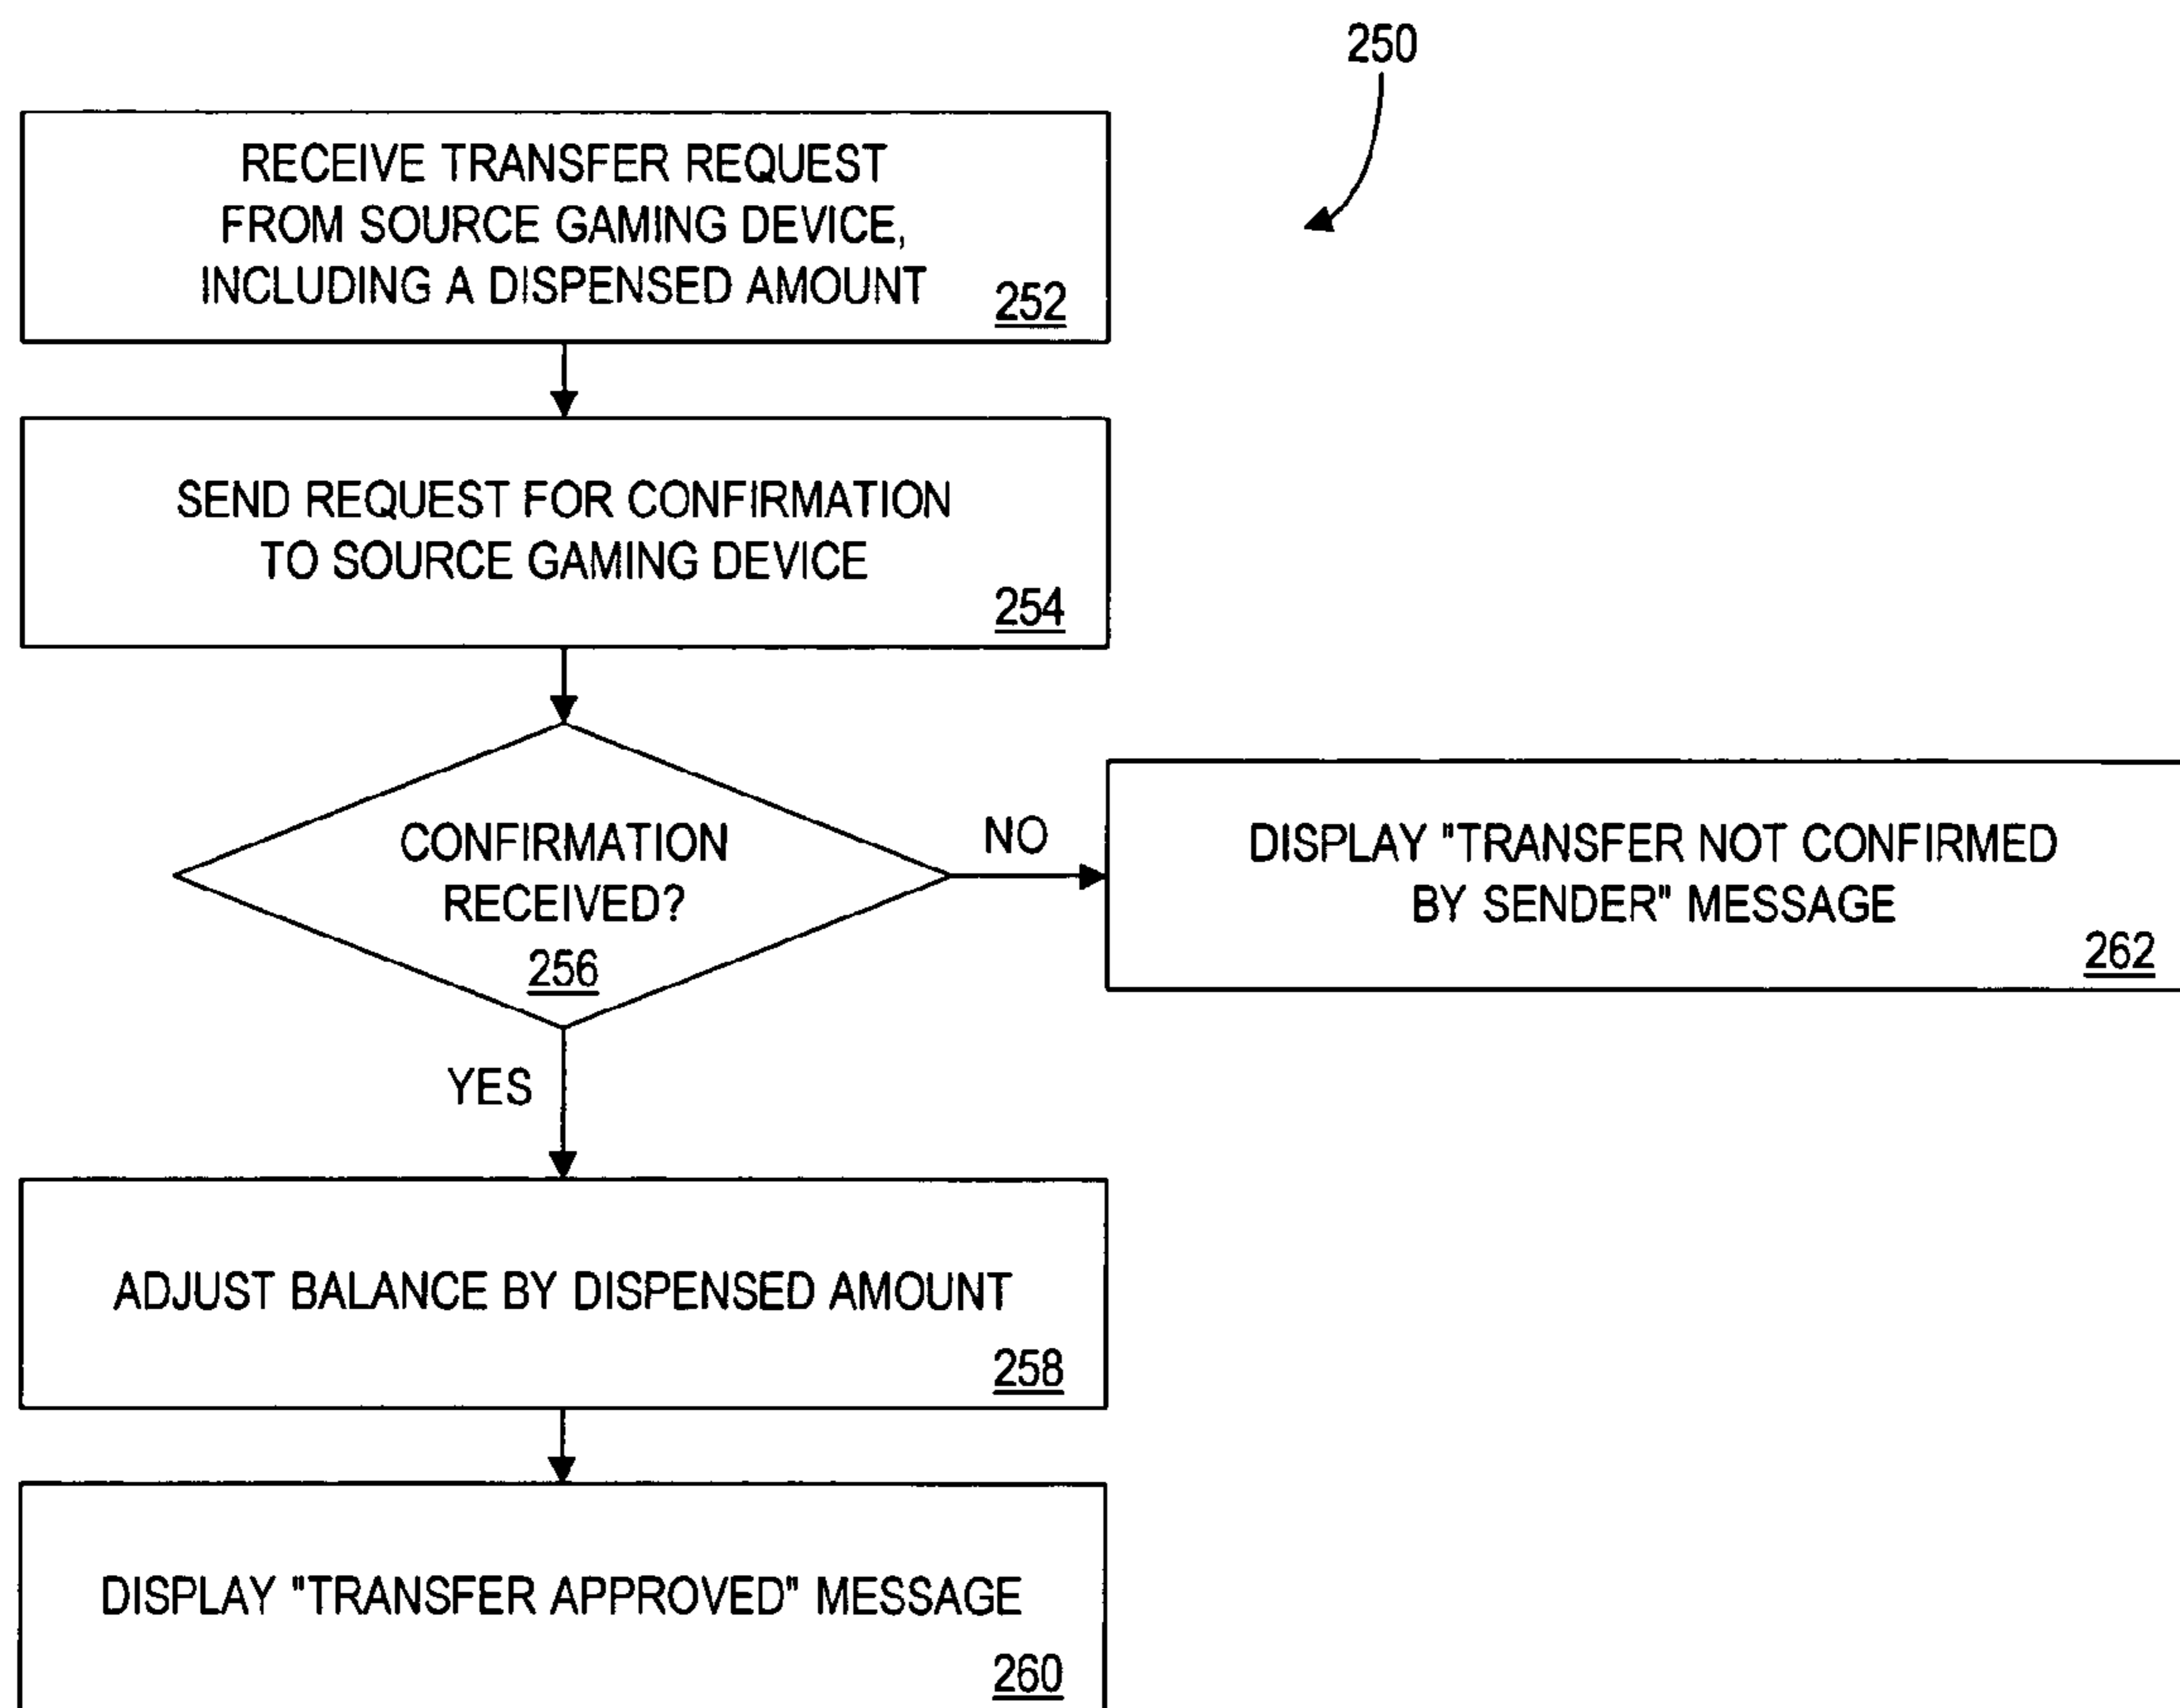 250
RECEIVE TRANSFER REQUEST
FROM SOURCE GAMING DEVICE,
INCLUDING A DISPENSED AMOUNT
252
SEND REQUEST FOR CONFIRMATION
TO SOURCE GAMING DEVICE
254
CONFIRMATION
RECEIVED?
256
NO
DISPLAY "TRANSFER NOT CONFIRMED
BY SENDER" MESSAGE
262
YES
ADJUST BALANCE BY DISPENSED AMOUNT
258
DISPLAY "TRANSFER APPROVED" MESSAGE
260